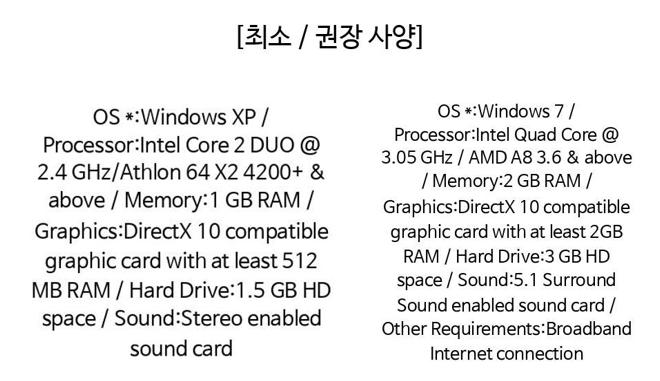 [최소 / 권장 사양]
OS *:Windows XP /
Processor:Intel Core 2 DUO @
2.4 GHz/Athlon 64 X2 4200+ &
above / Memory:1 GB RAM /
Graphics:DirectX 10 compatible
graphic card with at least 512
MB RAM / Hard Drive:1.5 GB HD
space / Sound:Stereo enabled
sound card
OS *:Windows 7 /
Processor:Intel Quad Core @
3.05 GHz / AMD A8 3.6 & above
/ Memory:2 GB RAM /
Graphics:DirectX 10 compatible
graphic card with at least 2GB
RAM / Hard Drive:3 GB HD
space / Sound:5.1 Surround
Sound enabled sound card /
Other Requirements:Broadband
Internet connection